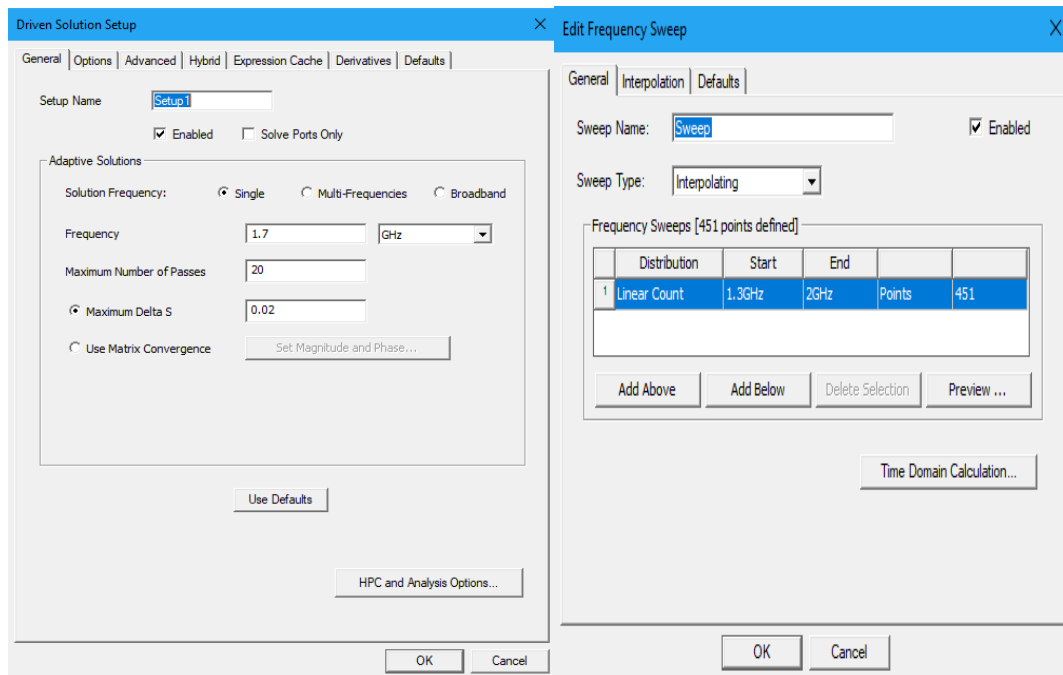 Driven Solution Setup
General Options Advanced Hybrid Expression Cache Derivatives Defaults
Setup Name Setup1
Enabled Solve Ports Only
Adaptive Solutions
Solution Frequency: Single Multi-Frequencies Broadband
Frequency 1.7 GHz
Maximum Number of Passes 20
Maximum Delta S 0.02
Use Matrix Convergence Set Magnitude and Phase...
Use Defaults
HPC and Analysis Options...
OK Cancel
Edit Frequency Sweep
General Interpolation Defaults
Sweep Name: Sweep Enabled
Sweep Type: Interpolating
Frequency Sweeps [451 points defined]
Distribution Start End
1 Linear Count 1.3GHz 2GHz Points 451
Add Above Add Below Delete Selection Preview ...
Time Domain Calculation...
OK Cancel